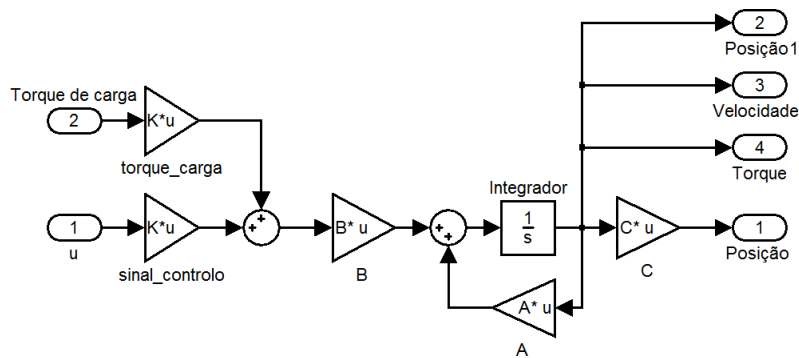 2
Posição1
3
Velocidade
4
Torque
Torque de carga
2
K*u
torque_carga
1
u
K*u
sinal_controlo
+
+
B* u
B
+
+
Integrador
1
s
C* u
C
1
Posição
A* u
A